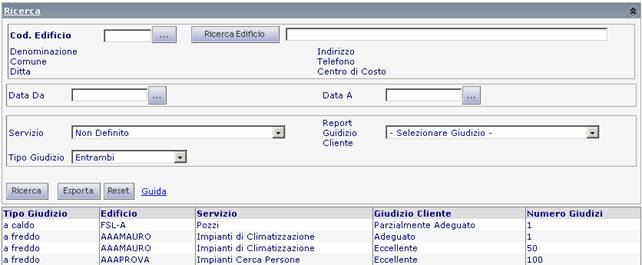 Ricerca
Cod. Edificio ... Ricerca Edificio
Denominazione Indirizzo
Comune Telefono
Ditta Centro di Costo
Data Da ... Data A ...
Servizio Non Definito Report Guidizio Cliente - Selezionare Giudizio -
Tipo Giudizio Entrambi
Ricerca Esporta Reset Guida
Tipo Giudizio Edificio Servizio Giudizio Cliente Numero Giudizi
a caldo FSL-A Pozzi Parzialmente Adeguato 1
a freddo AAAMAURO Impianti di Climatizzazione Adeguato 1
a freddo AAAMAURO Impianti di Climatizzazione Eccellente 50
a freddo AAAPROVA Impianti Cerca Persone Eccellente 100